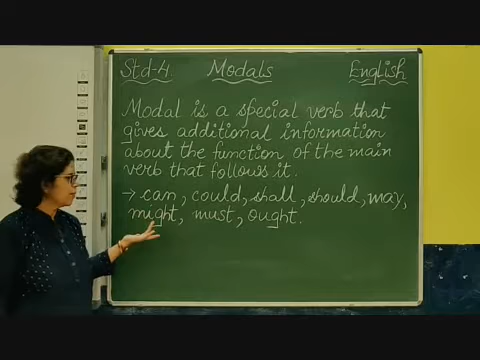 Std-4. Modals English
Modal is a special verb that
gives additional information
about the function of the main
verb that follows it.
→ can, could, shall, should, may,
might, must, ought.